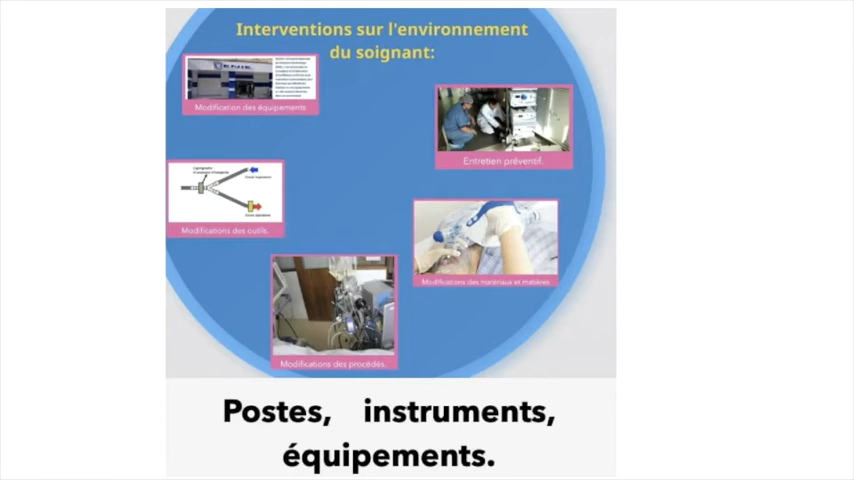 Interventions sur l'environnement
du soignant:
ENIE
Modification des équipements
Entretien préventif.
Modifications des outils.
Modifications des matériaux et matières
Modifications des procédés.
Postes, instruments,
équipements.